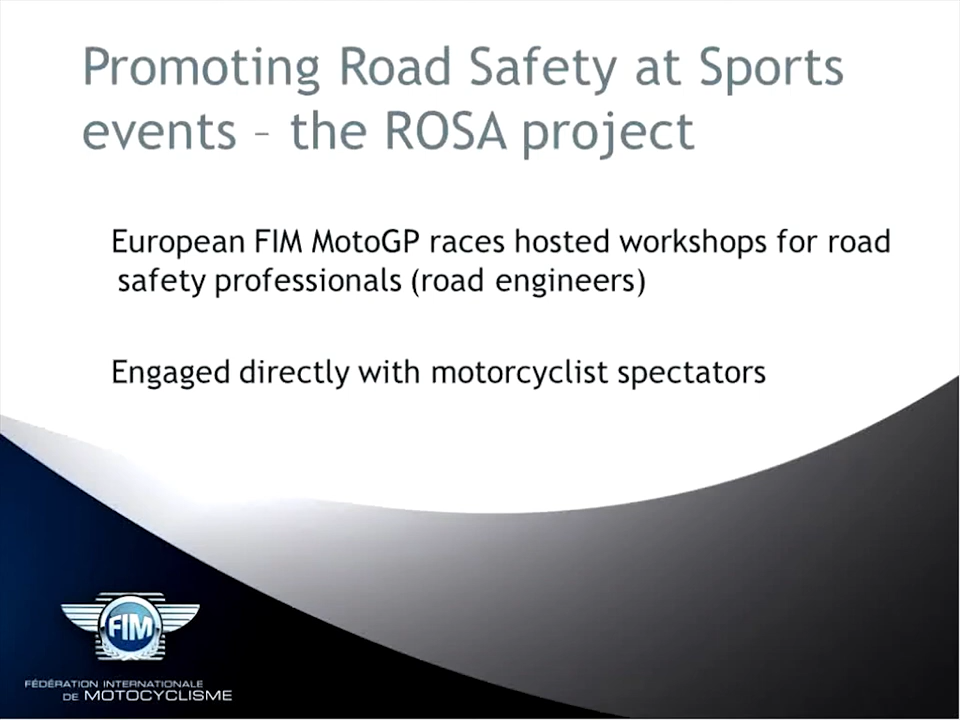 Promoting Road Safety at Sports
events – the ROSA project
European FIM MotoGP races hosted workshops for road
safety professionals (road engineers)
Engaged directly with motorcyclist spectators
FIM
FÉDÉRATION INTERNATIONALE
DE MOTOCYCLISME